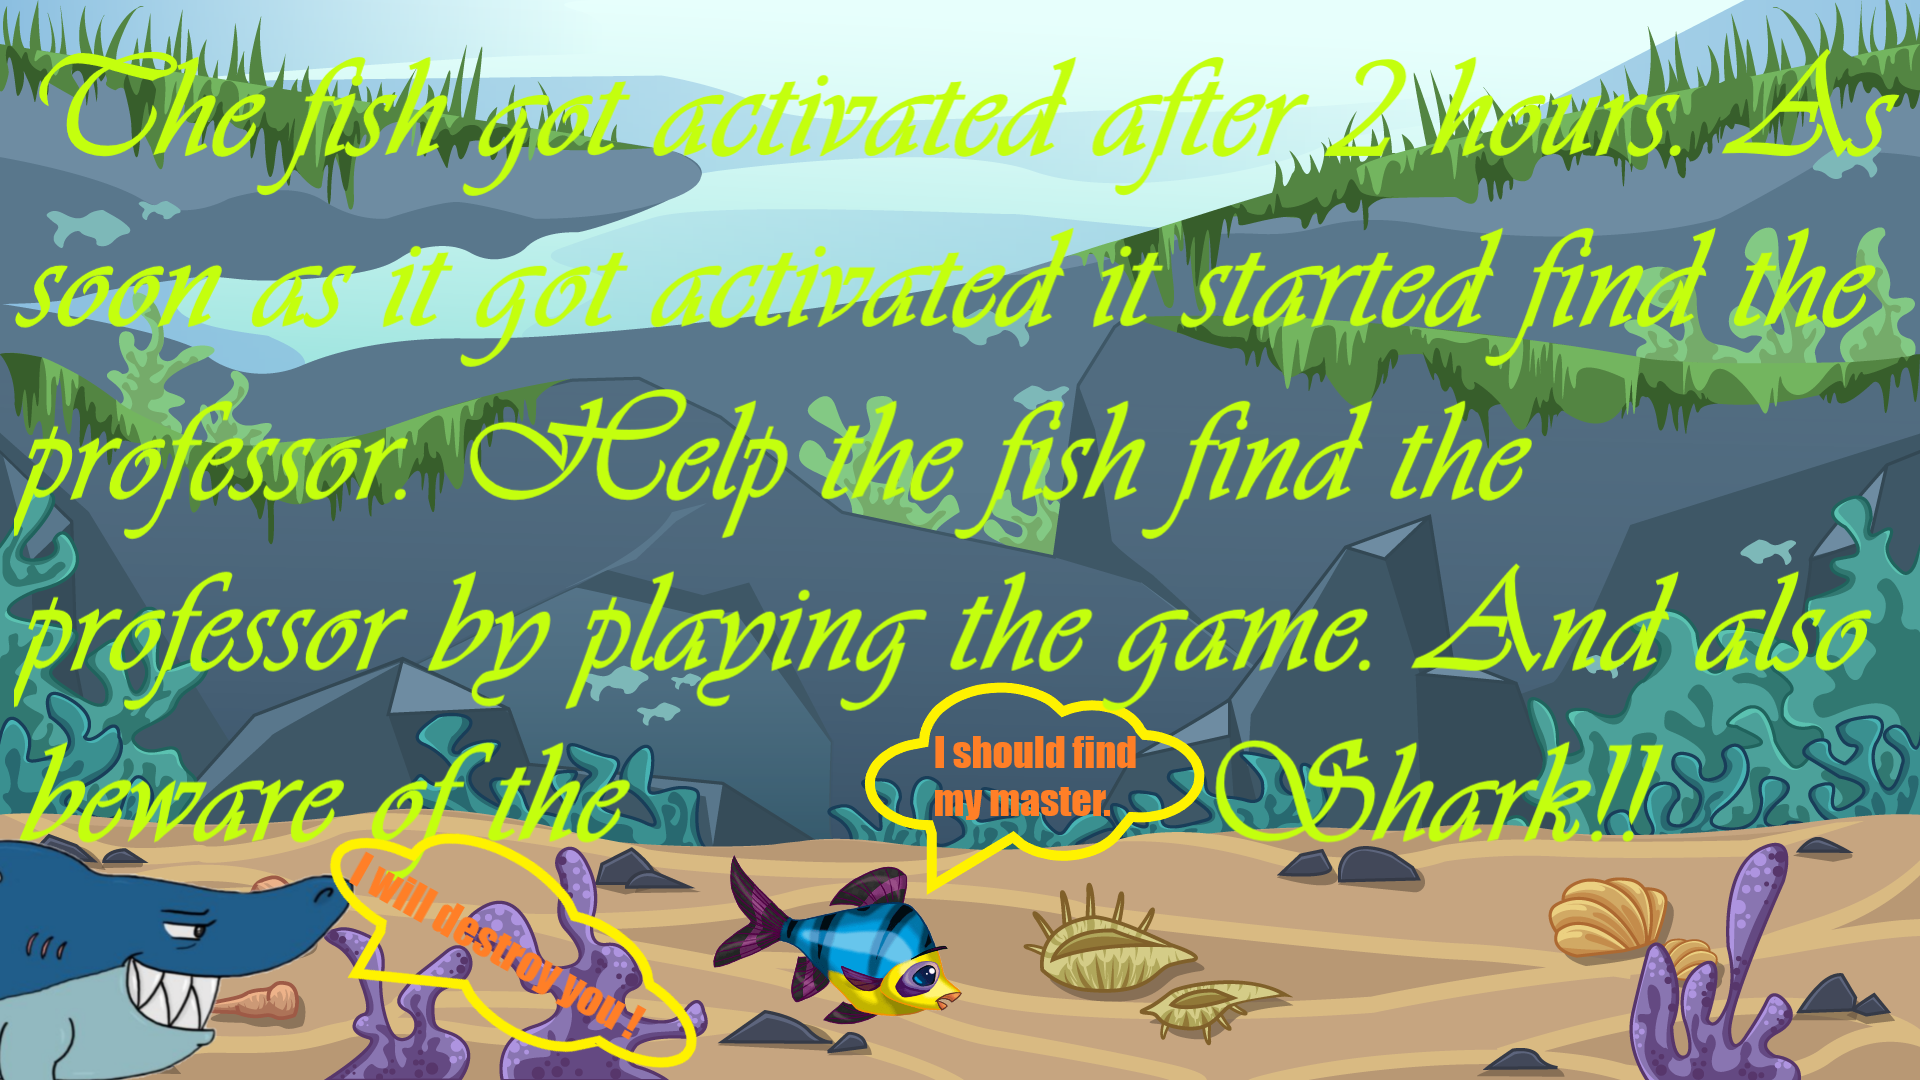 The fish got activated after 2 hours. As
soon as it got activated it started find the
professor. Help the fish find the
professor by playing the game. And also
beware of the Shark!!
I should find
my master.
I will destroy you !